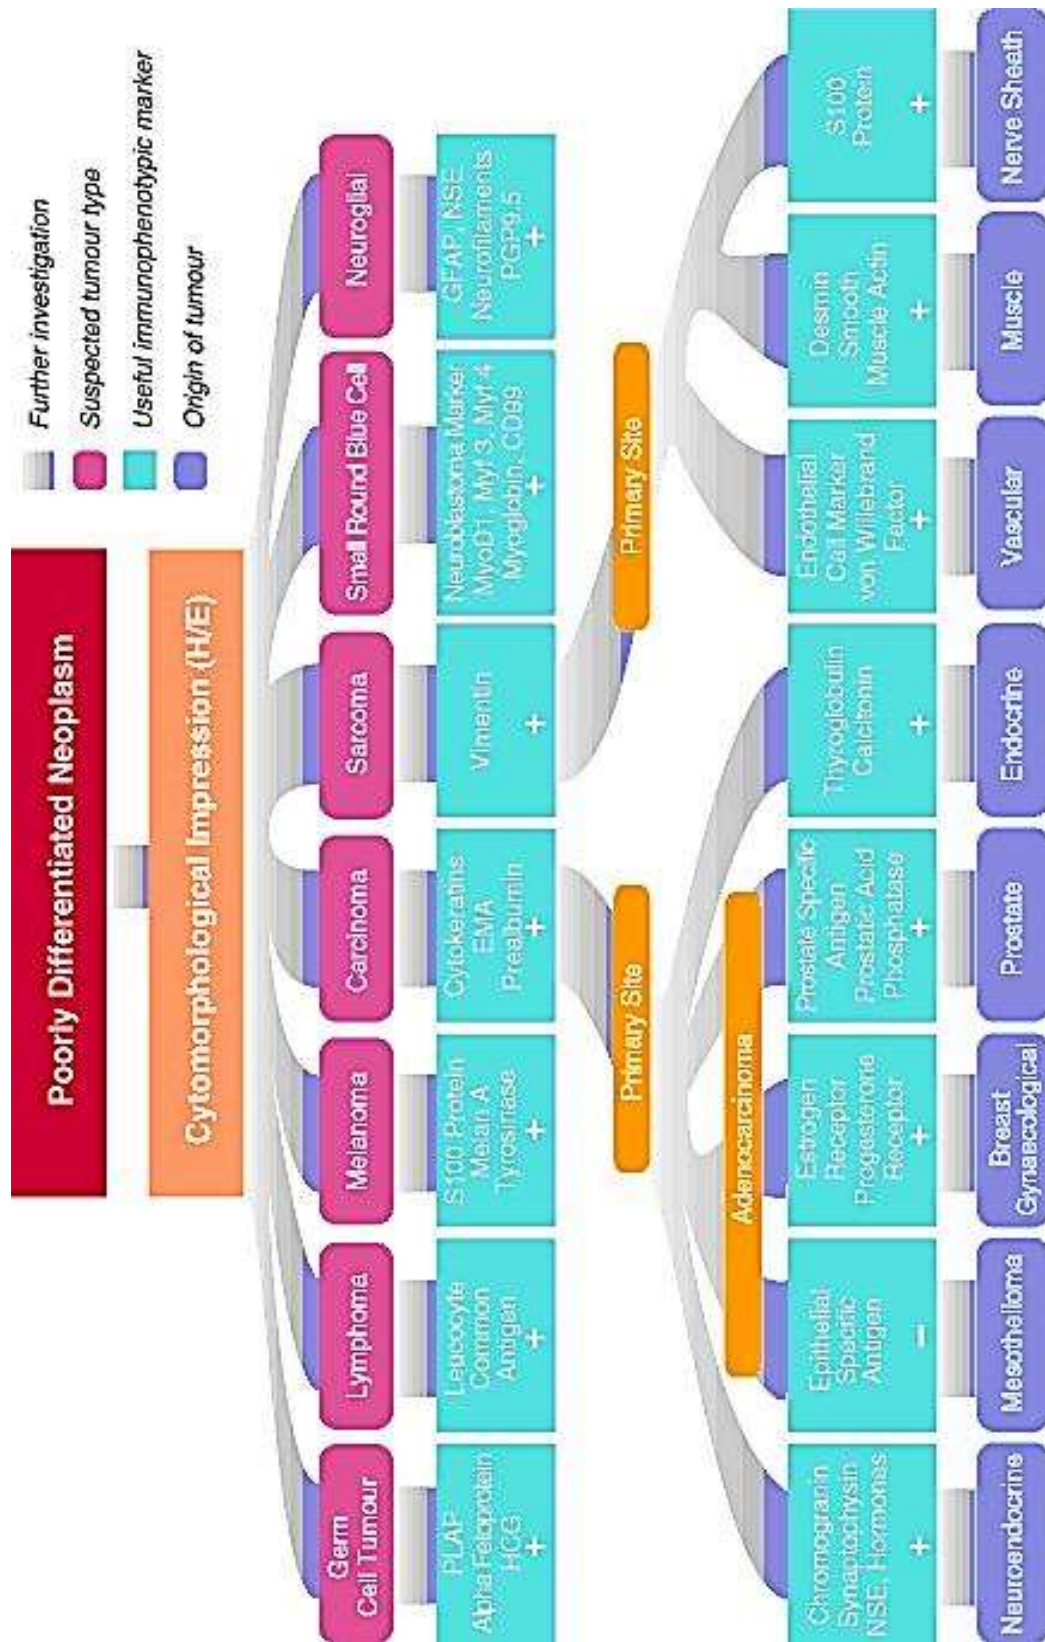 Poorly Differentiated Neoplasm
Cytomorphological Impression (H/E)
Further investigation
Suspected tumour type
Useful immunophenotypic marker
Origin of tumour
Germ
Cell Tumour
Lymphoma
Melanoma
Carcinoma
Sarcoma
Small Round Blue Cell
Neuroglial
PLAP
Alpha Fetoprotein
HCG
+
Leucocyte
Common
Antigen
+
S100 Protein
Melan A
Tyrosinase
+
Cytokeratins
EMA
Prealbumin
+
Vimentin
+
Neuroblastoma Marker
MyoD1, Myf-3, Myf-4
Myoglobin, CD99
+
GFAP, NSE
Neurofilaments
PGP9.5
+
Primary Site
Primary Site
Adenocarcinoma
Chromogranin
Synaptophysin
NSE, Hormones
+
Epithelial
Specific
Antigen
–
Estrogen
Receptor
Progesterone
Receptor
+
Prostate Specific
Antigen
Prostatic Acid
Phosphatase
+
Thyroglobulin
Calcitonin
+
Endothelial
Cell Marker
von Willebrand
Factor
+
Desmin
Smooth
Muscle Actin
+
S100
Protein
+
Neuroendocrine
Mesothelioma
Breast
Gynaecological
Prostate
Endocrine
Vascular
Muscle
Nerve Sheath